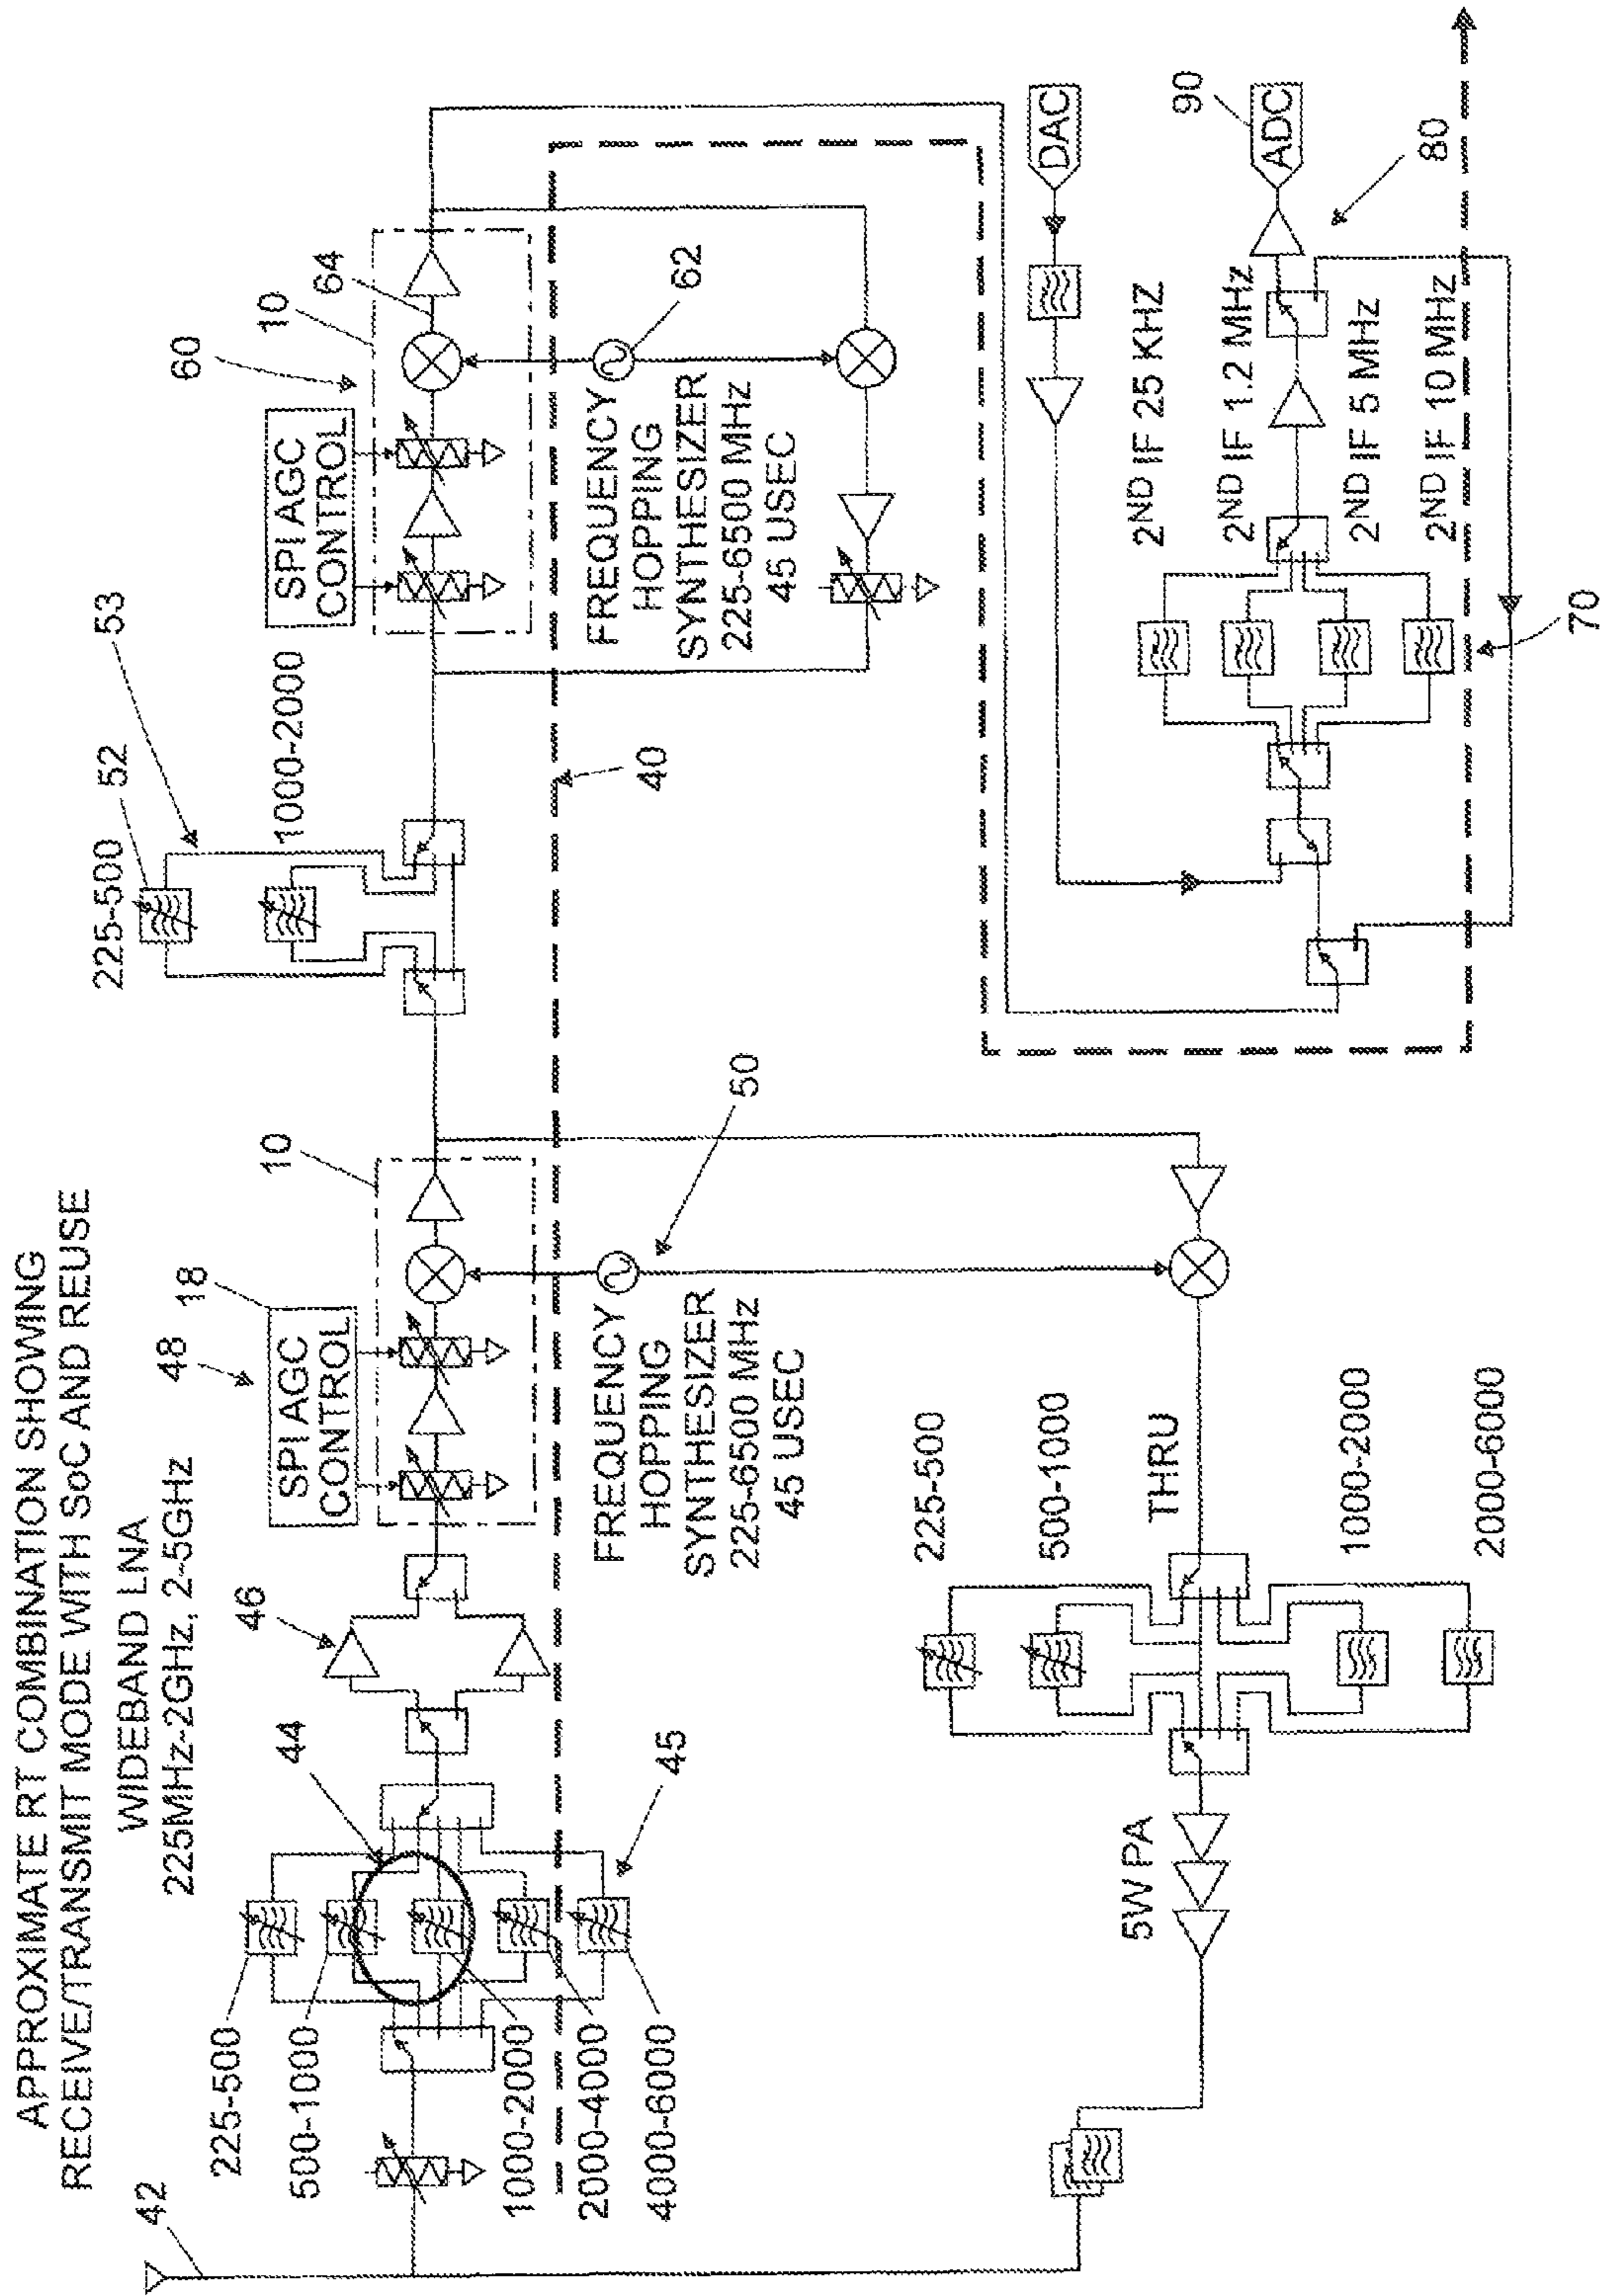 APPROXIMATE RT COMBINATION SHOWING
RECEIVE/TRANSMIT MODE WITH SoC AND REUSE
WIDEBAND LNA
225MHz-2GHz, 2-5GHz
42
225-500
500-1000
1000-2000
2000-4000
4000-6000
44
45
46
48
18
SPI AGC
CONTROL
10
FREQUENCY
HOPPING
SYNTHESIZER
225-6500 MHz
45 USEC
50
225-500
52
53
1000-2000
40
60
10
SPI AGC
CONTROL
64
62
FREQUENCY
HOPPING
SYNTHESIZER
225-6500 MHz
45 USEC
5W PA
225-500
500-1000
THRU
1000-2000
2000-6000
DAC
90
ADC
80
2ND IF 25 KHZ
2ND IF 1.2 MHz
2ND IF 5 MHz
2ND IF 10 MHz
70